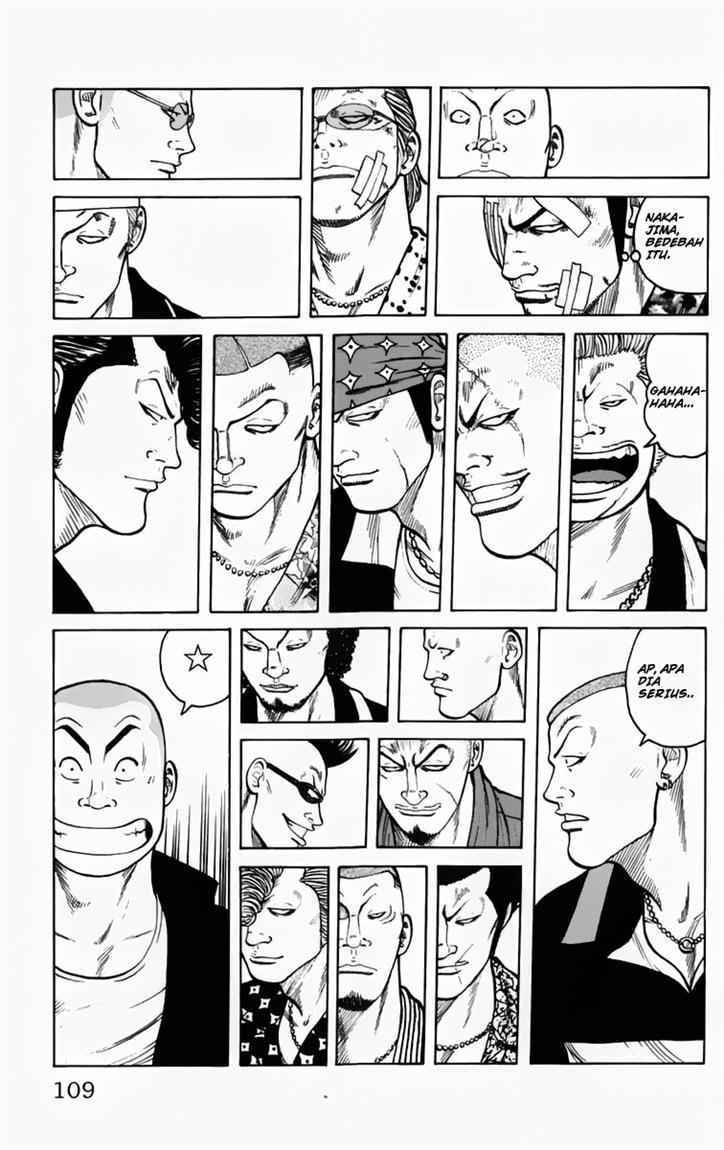 NAKA-
JIMA,
BEDEBAH
ITU.
GAHAHA-
HAHA...
☆
AP, APA
DIA
SERIUS..
109